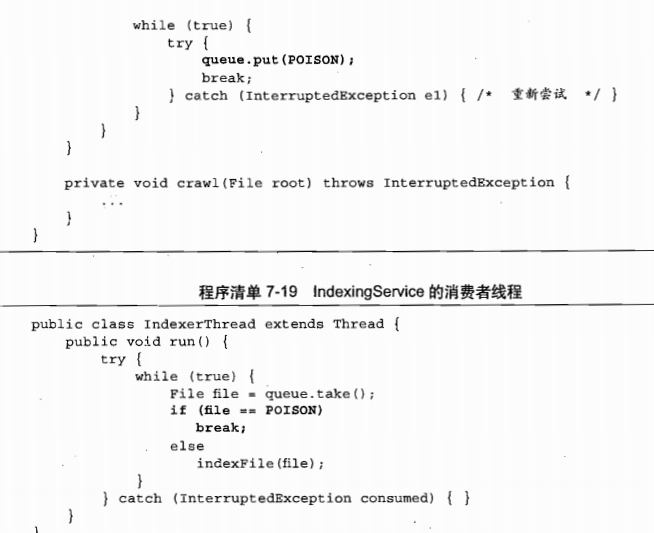 while (true) {
try {
queue.put(POISON);
break;
} catch (InterruptedException e1) { /* 重新尝试 */ }
}
}
}
private void crawl(File root) throws InterruptedException {
...
}
}
程序清单 7-19 IndexingService 的消费者线程
public class IndexerThread extends Thread {
public void run() {
try {
while (true) {
File file = queue.take();
if (file == POISON)
break;
else
indexFile(file);
}
} catch (InterruptedException consumed) { }
}
}